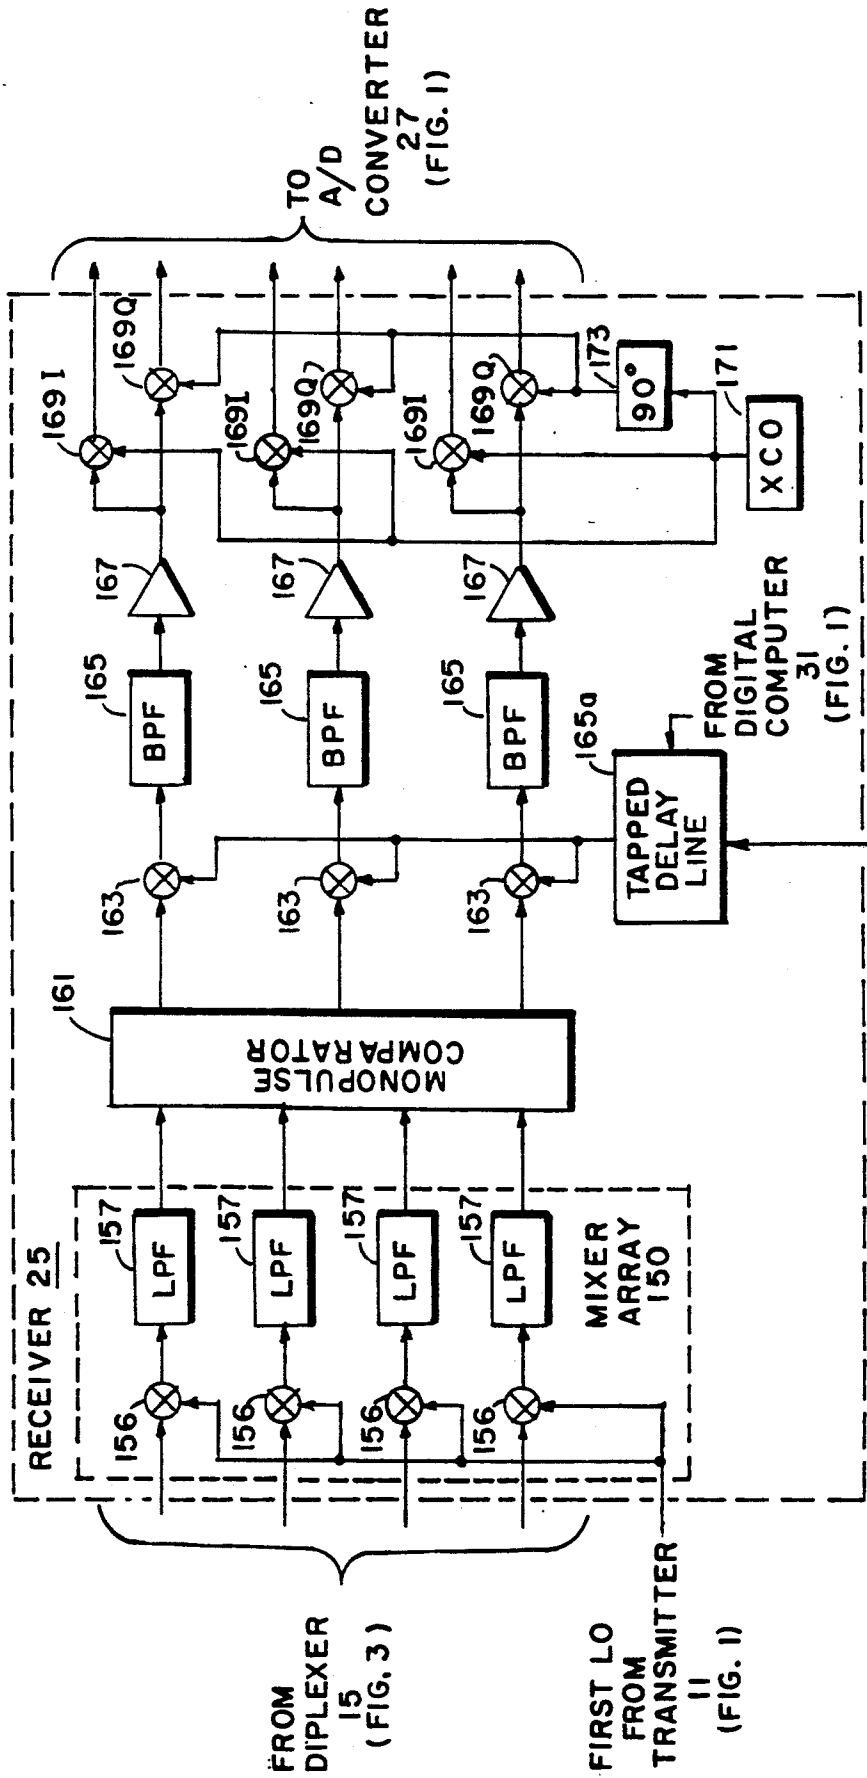 RECEIVER 25
FROM
DIPLEXER
15
(FIG. 3)
FIRST LO
FROM
TRANSMITTER
11
(FIG. 1)
156
156
156
156
LPF
157
LPF
157
LPF
157
LPF
157
MIXER
ARRAY
150
161
MONOPULSE
COMPARATOR
163
163
163
BPF
165
BPF
165
BPF
165
165a
TAPPED
DELAY
LINE
FROM
DIGITAL
COMPUTER
31
(FIG. 1)
167
167
167
169I
169Q
169I
169Q
169I
169Q
90°
173
XCO
171
TO
A/D
CONVERTER
27
(FIG. 1)